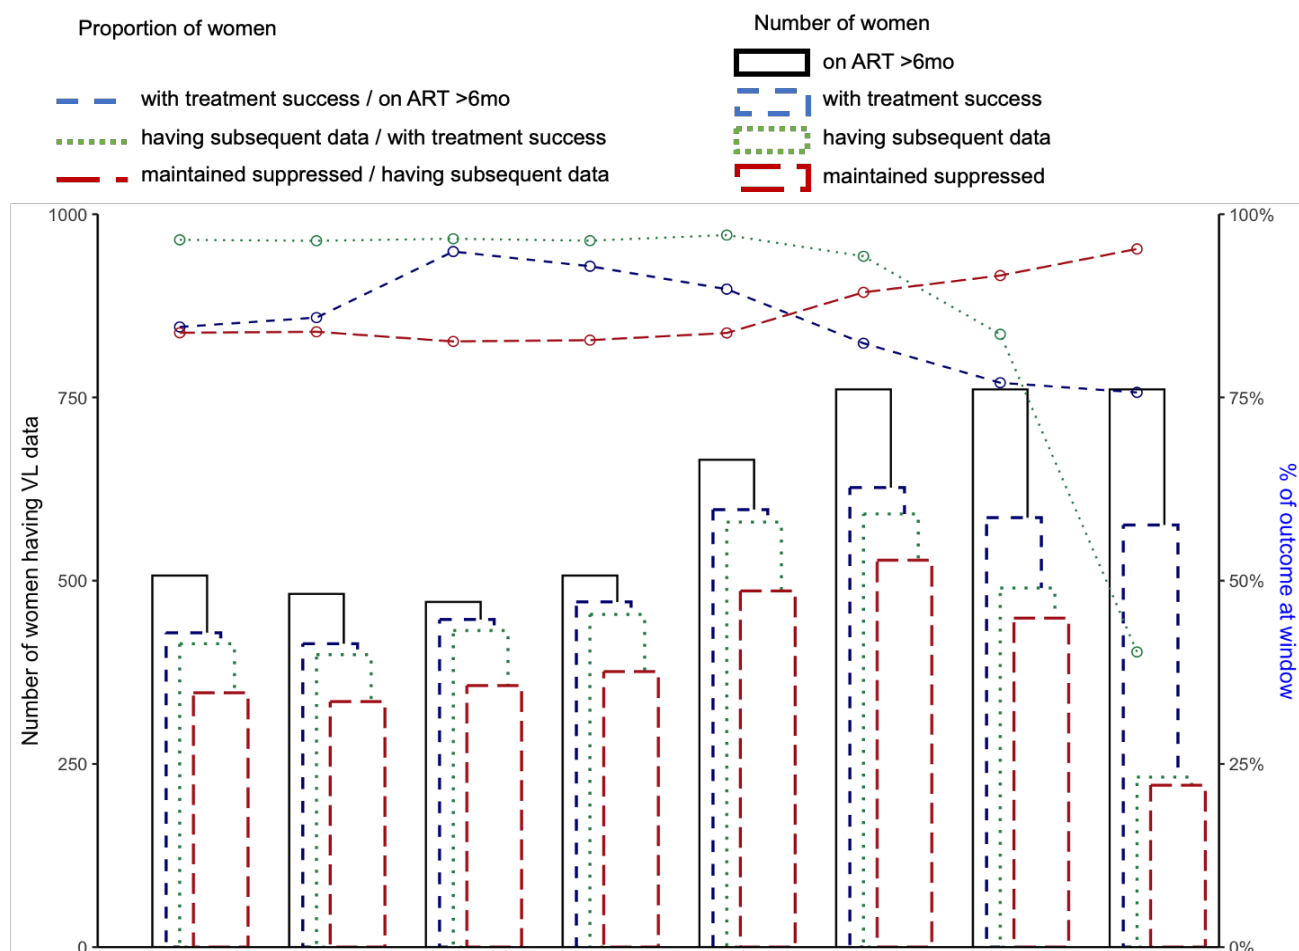 Proportion of women
Number of women
on ART >6mo
with treatment success / on ART >6mo
with treatment success
having subsequent data / with treatment success
having subsequent data
maintained suppressed / having subsequent data
maintained suppressed
1000
100%
750
75%
500
50%
250
25%
0
0%
Number of women having VL data
% of outcome at window